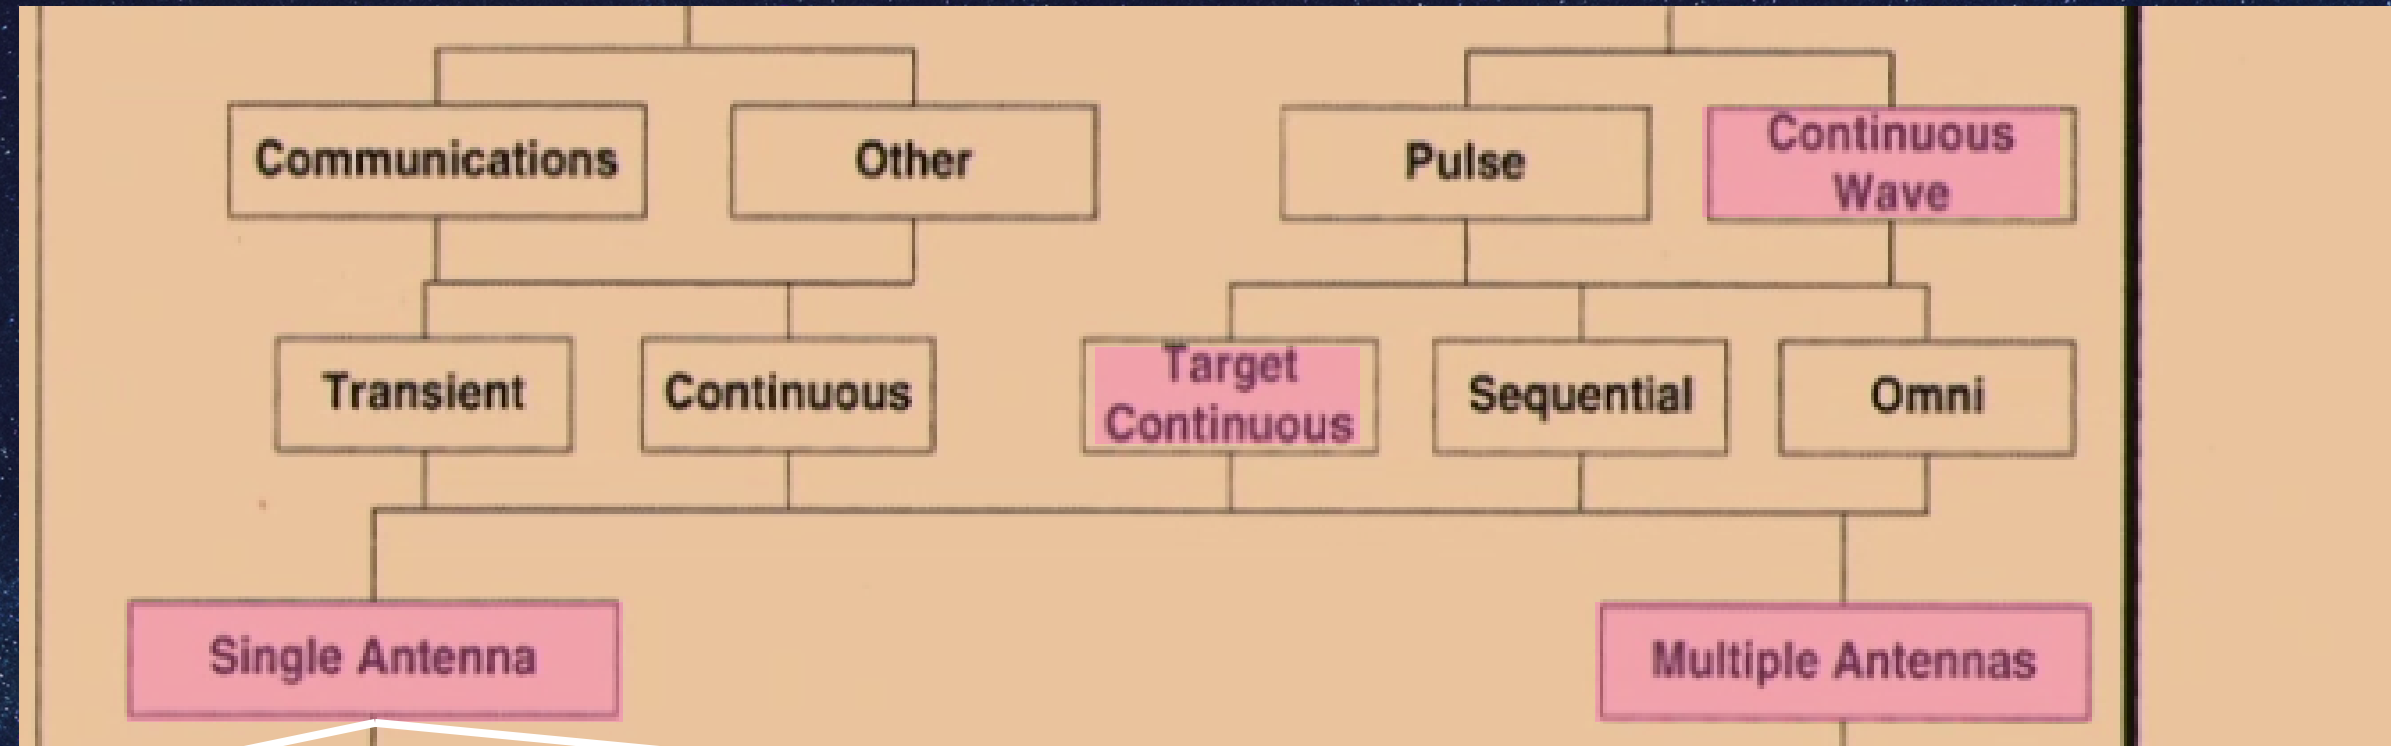 Communications
Other
Pulse
Continuous
Wave
Transient
Continuous
Target
Continuous
Sequential
Omni
Single Antenna
Multiple Antennas